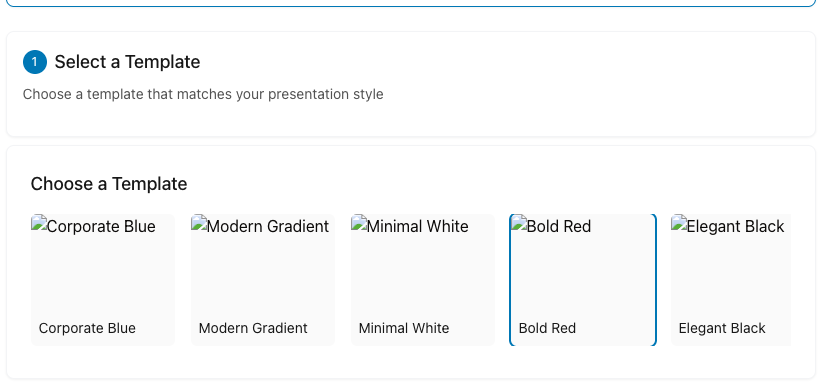 1 Select a Template
Choose a template that matches your presentation style
Choose a Template
Corporate Blue Modern Gradient Minimal White Bold Red Elegant Black
Corporate Blue Modern Gradient Minimal White Bold Red Elegant Black